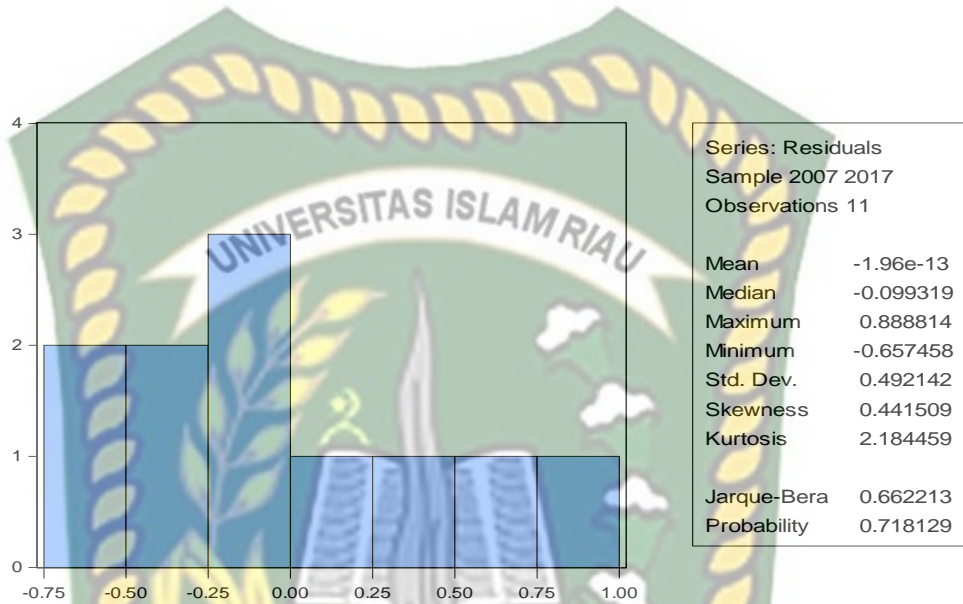 UNIVERSITAS ISLAM RIAU
4
3
2
1
0
-0.75 -0.50 -0.25 0.00 0.25 0.50 0.75 1.00
Series: Residuals
Sample 2007 2017
Observations 11
Mean -1.96e-13
Median -0.099319
Maximum 0.888814
Minimum -0.657458
Std. Dev. 0.492142
Skewness 0.441509
Kurtosis 2.184459
Jarque-Bera 0.662213
Probability 0.718129